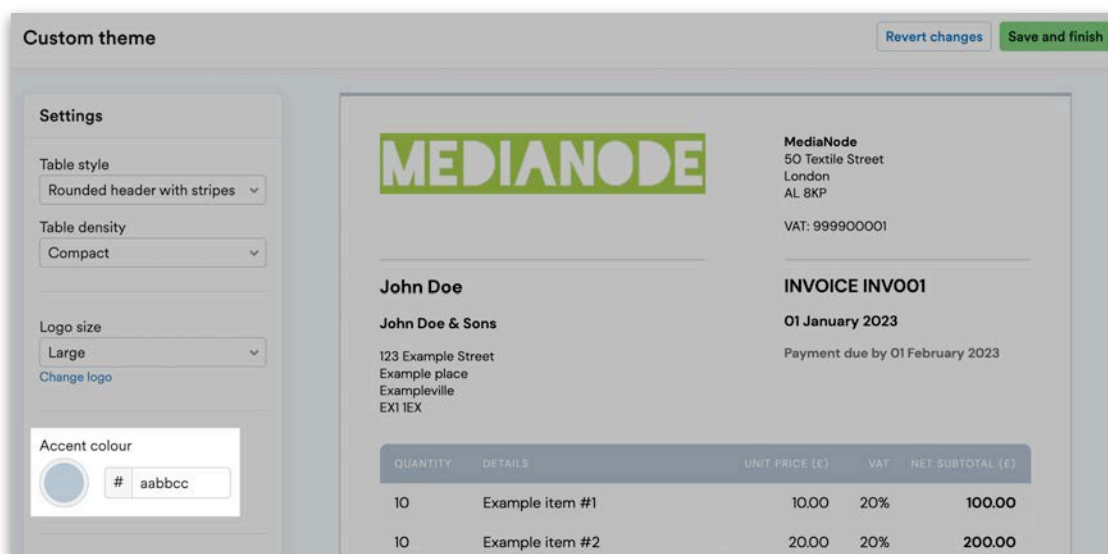 Custom theme
Revert changes
Save and finish
Settings
Table style
Rounded header with stripes
Table density
Compact
Logo size
Large
Change logo
Accent colour
# aabbcc
MEDIANODE
MediaNode
50 Textile Street
London
AL 8KP
VAT: 999900001
John Doe
John Doe & Sons
123 Example Street
Example place
Exampleville
EX1 1EX
INVOICE INV001
01 January 2023
Payment due by 01 February 2023
QUANTITY DETAILS UNIT PRICE (£) VAT NET SUBTOTAL (£)
10 Example item #1 10.00 20% 100.00
10 Example item #2 20.00 20% 200.00